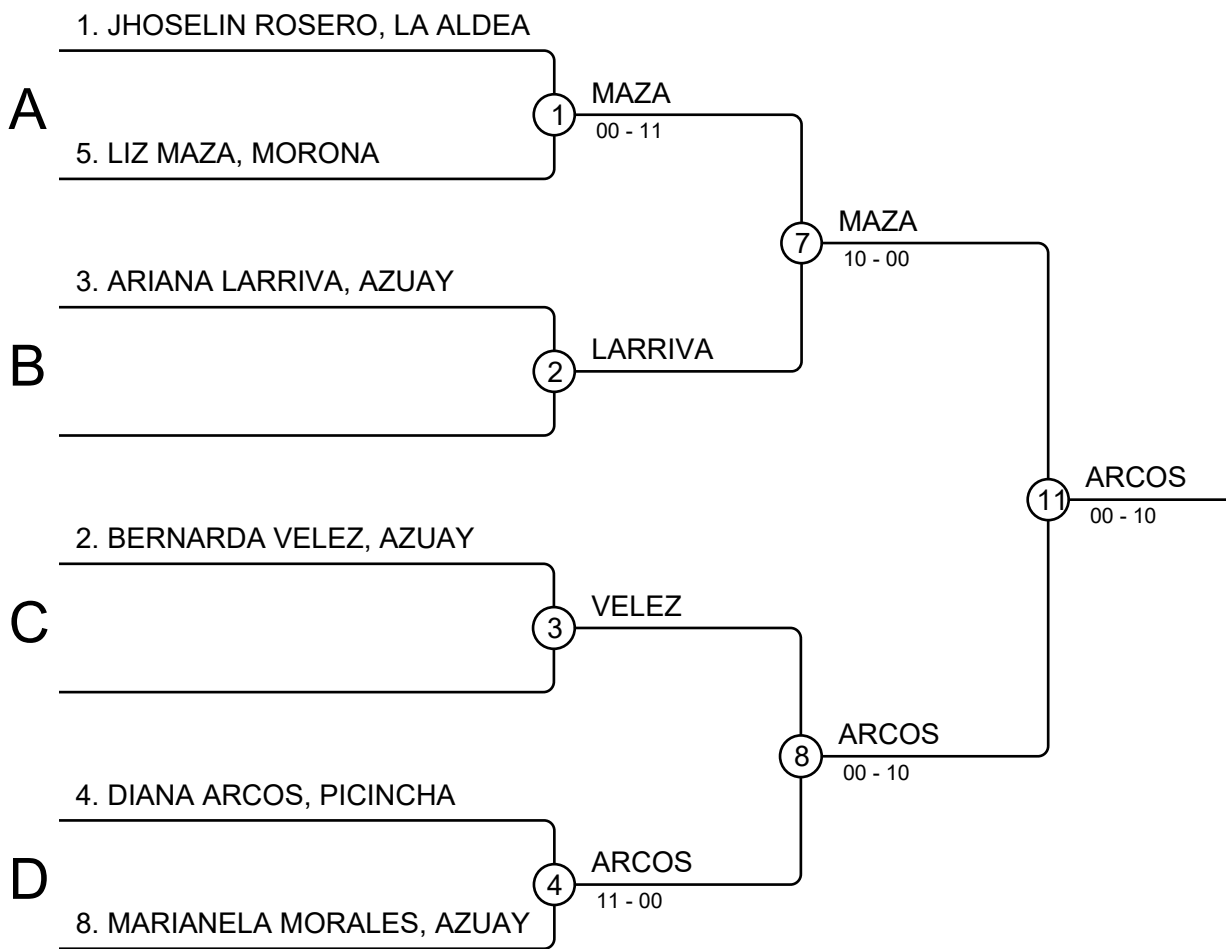 1. JHOSELIN ROSERO, LA ALDEA
A
1
MAZA
00 - 11
5. LIZ MAZA, MORONA
7
MAZA
10 - 00
3. ARIANA LARRIVA, AZUAY
B
2
LARRIVA
11
ARCOS
00 - 10
2. BERNARDA VELEZ, AZUAY
C
3
VELEZ
8
ARCOS
00 - 10
4. DIANA ARCOS, PICINCHA
D
4
ARCOS
11 - 00
8. MARIANELA MORALES, AZUAY